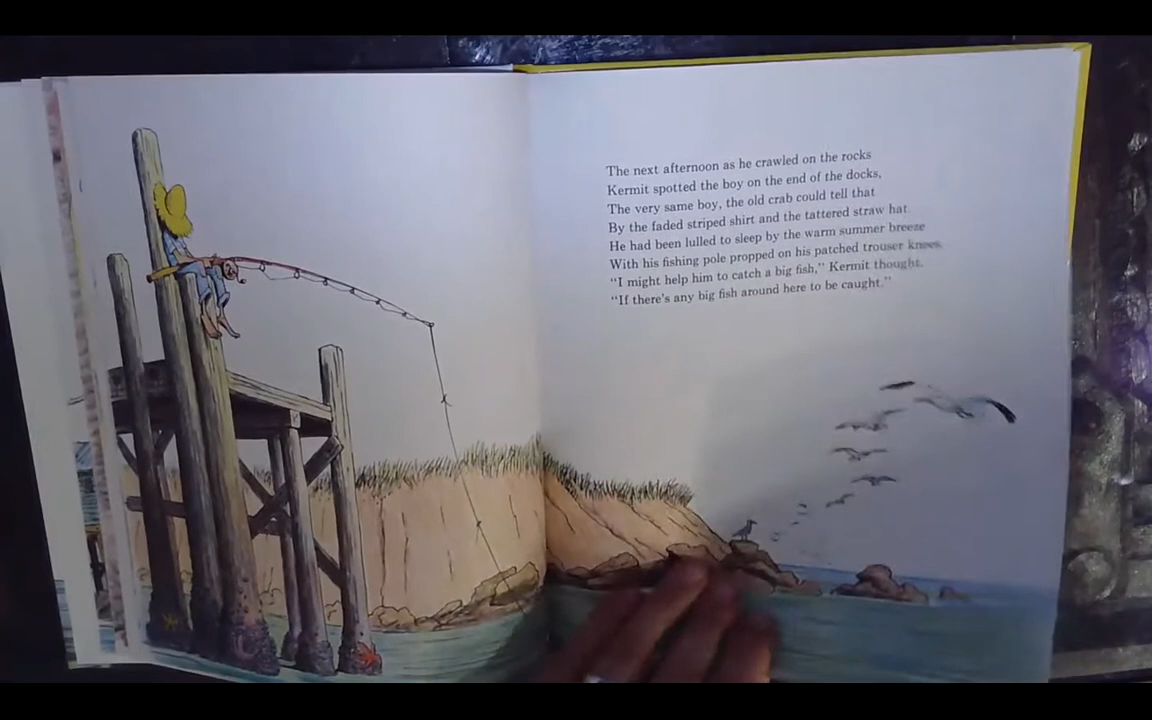 The next afternoon as he crawled on the rocks
Kermit spotted the boy on the end of the docks,
The very same boy, the old crab could tell that
By the faded striped shirt and the tattered straw hat.
He had been lulled to sleep by the warm summer breeze
With his fishing pole propped on his patched trouser knees.
“I might help him to catch a big fish,” Kermit thought.
“If there's any big fish around here to be caught.”